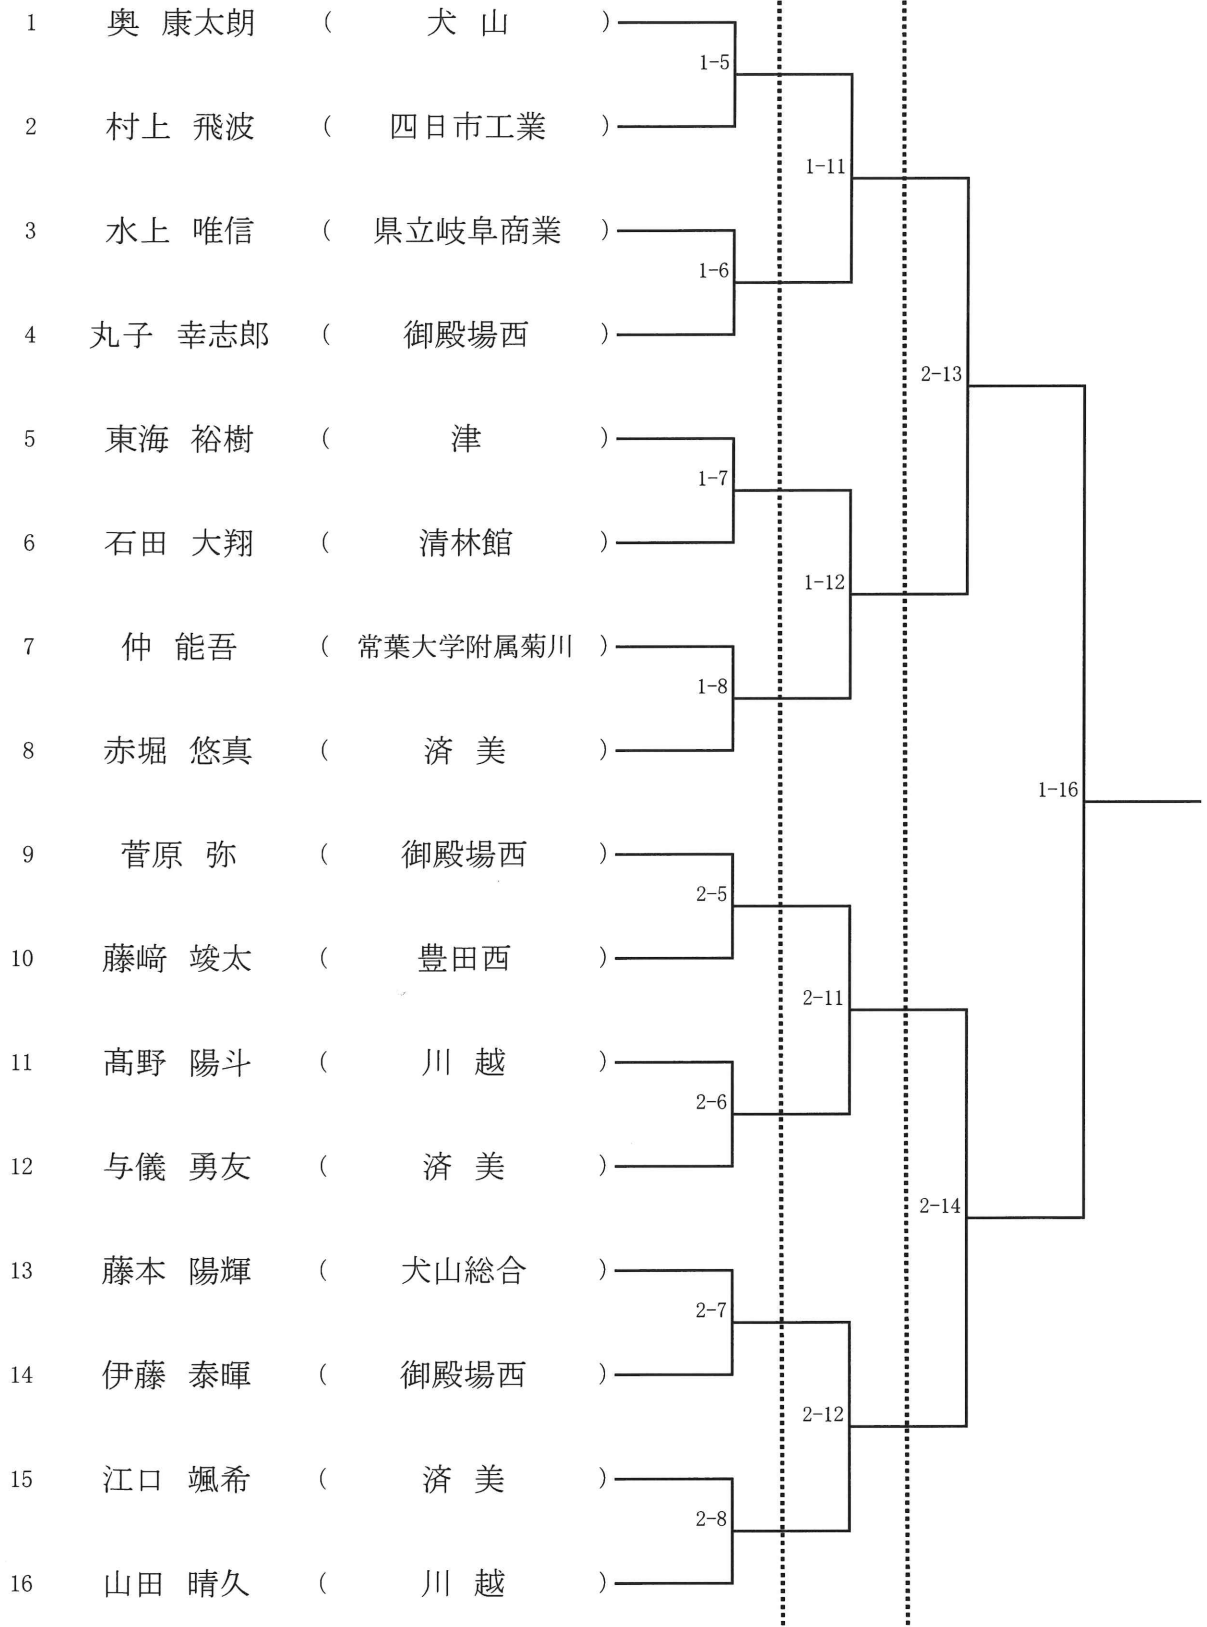 1 奥 康太朗 ( 犬 山 )
1-5
2 村上 飛波 ( 四日市工業 )
1-11
3 水上 唯信 ( 県立岐阜商業 )
1-6
4 丸子 幸志郎 ( 御殿場西 )
2-13
5 東海 裕樹 ( 津 )
1-7
6 石田 大翔 ( 清林館 )
1-12
7 仲 能吾 ( 常葉大学附属菊川 )
1-8
8 赤堀 悠真 ( 済 美 )
1-16
9 菅原 弥 ( 御殿場西 )
2-5
10 藤﨑 竣太 ( 豊田西 )
2-11
11 髙野 陽斗 ( 川 越 )
2-6
12 与儀 勇友 ( 済 美 )
2-14
13 藤本 陽輝 ( 犬山総合 )
2-7
14 伊藤 泰暉 ( 御殿場西 )
2-12
15 江口 颯希 ( 済 美 )
2-8
16 山田 晴久 ( 川 越 )